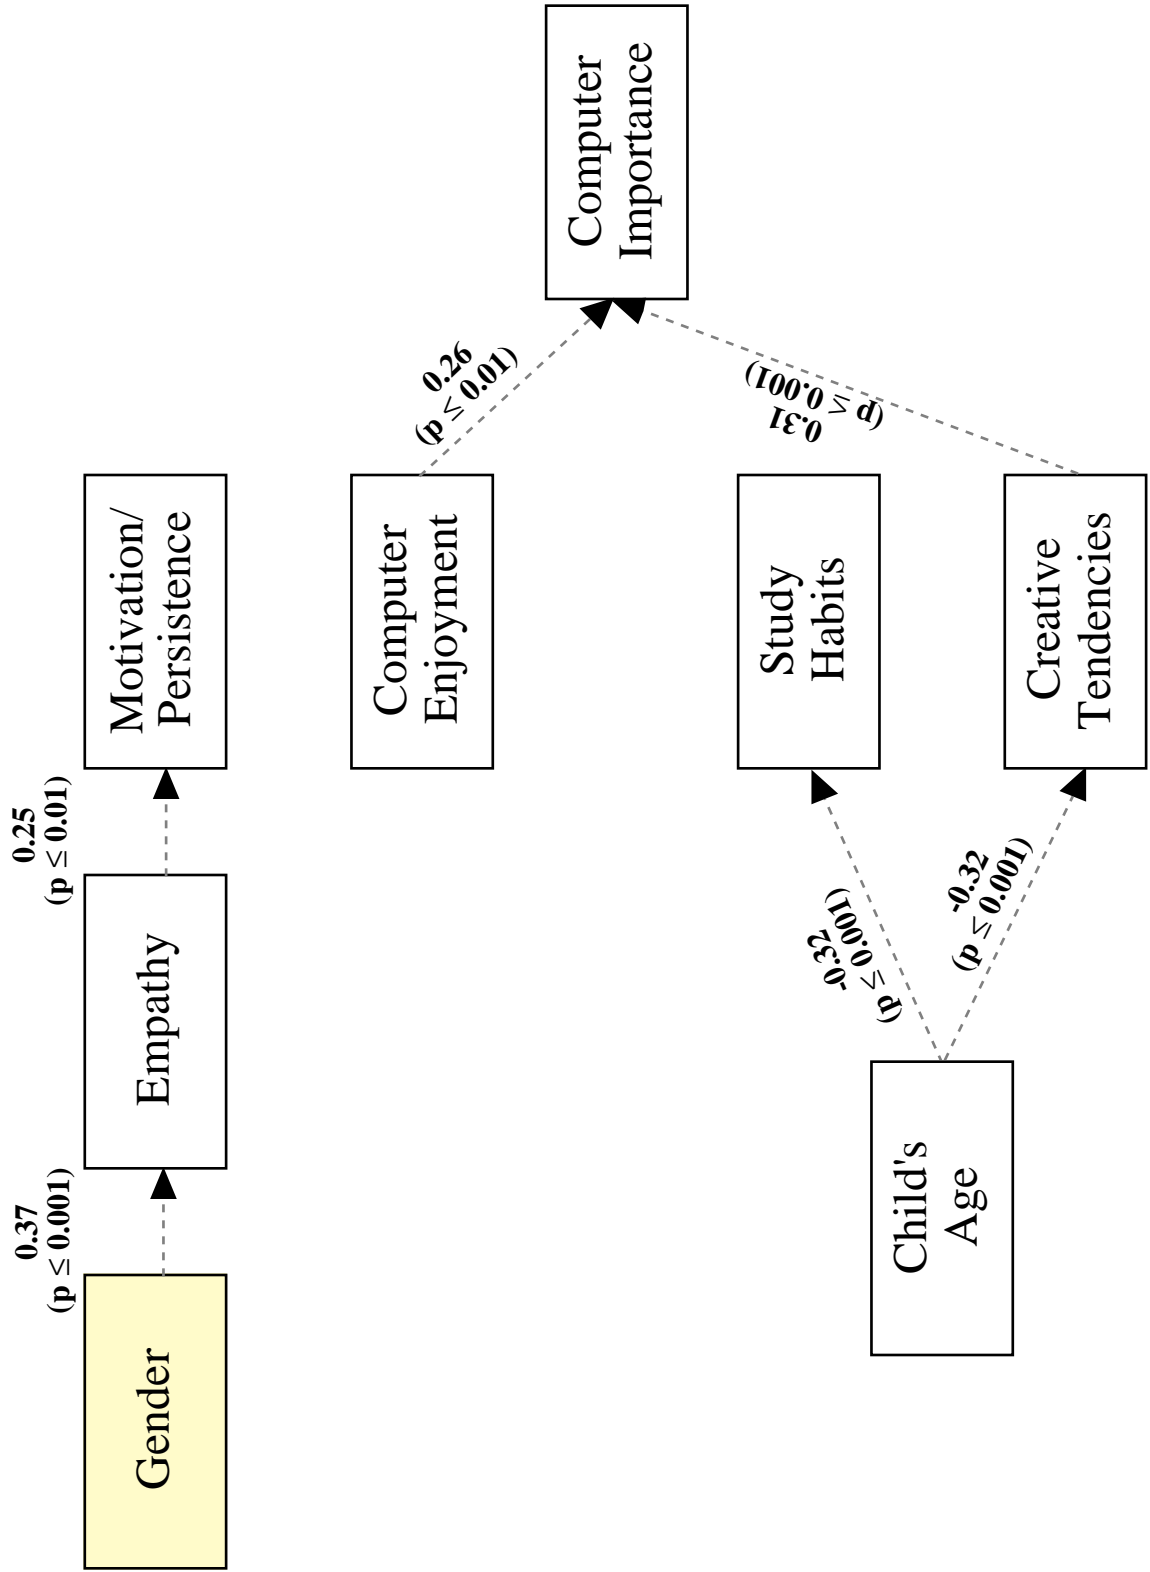 0.37
(p ≤ 0.001)
0.25
(p ≤ 0.01)
Gender
Empathy
Motivation/
Persistence
0.26
(p ≤ 0.01)
Computer
Enjoyment
Computer
Importance
0.31
(p ≤ 0.001)
Study
Habits
-0.32
(p ≤ 0.001)
Child's
Age
-0.32
(p ≤ 0.001)
Creative
Tendencies